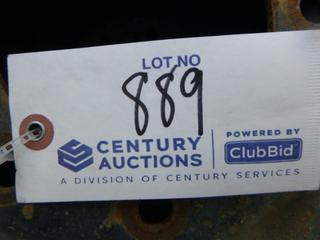 LOT NO
889
CENTURY AUCTIONS
POWERED BY
ClubBid
A DIVISION OF CENTURY SERVICES